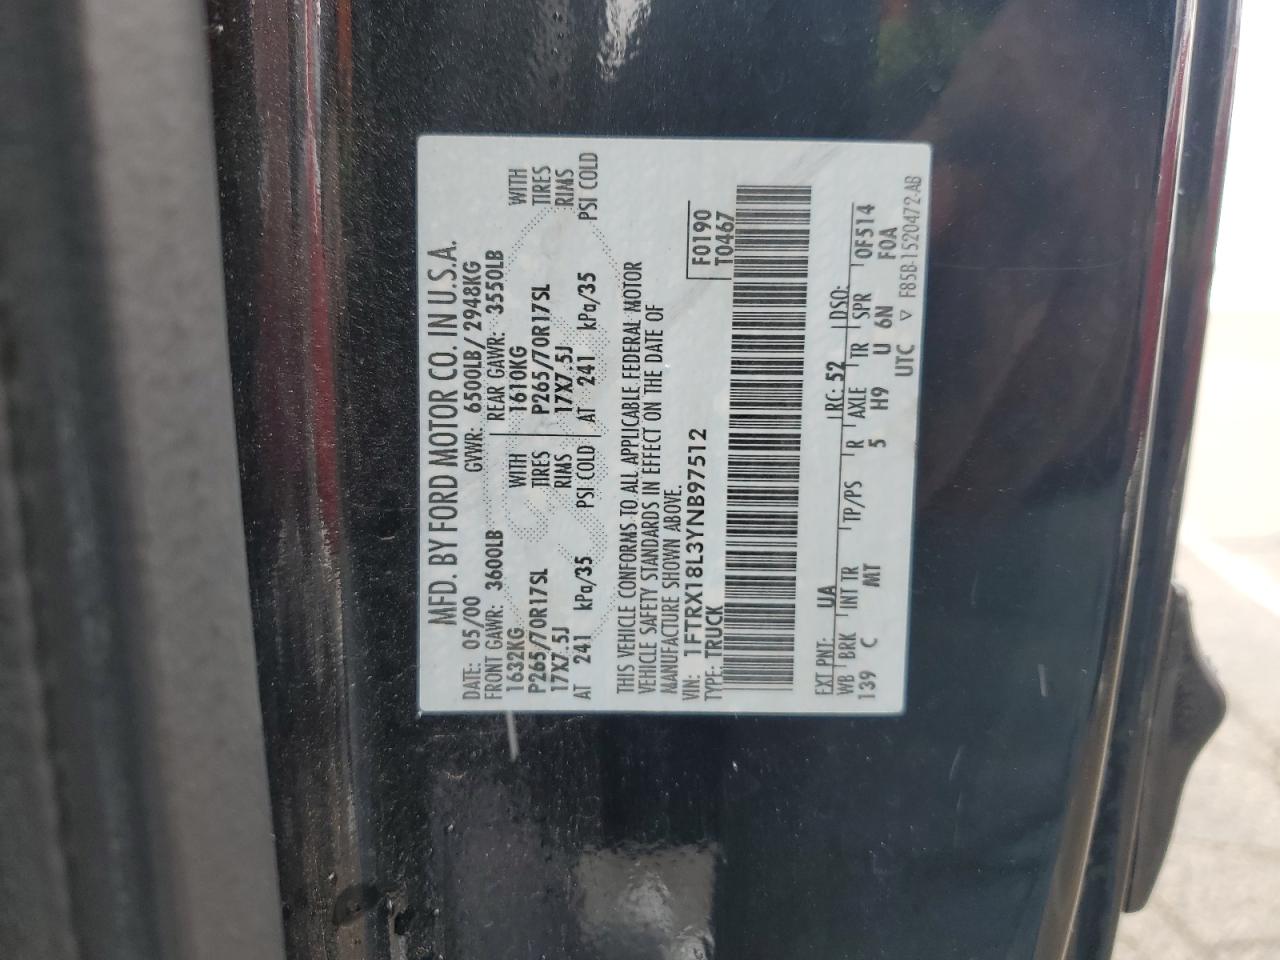 MFD. BY FORD MOTOR CO. IN U.S.A.
DATE: 05/00 GVWR: 6500LB/ 2948KG
FRONT GAWR: 3600LB REAR GAWR: 3550LB
1632KG WITH 1610KG WITH
P265/70R17SL TIRES P265/70R17SL TIRES
17X7.5J RIMS 17X7.5J RIMS
AT 241 kPa/35 PSI COLD AT 241 kPa/35 PSI COLD
THIS VEHICLE CONFORMS TO ALL APPLICABLE FEDERAL MOTOR
VEHICLE SAFETY STANDARDS IN EFFECT ON THE DATE OF
MANUFACTURE SHOWN ABOVE.
VIN: 1FTRX18L3YNB97512 F0190
TYPE: TRUCK T0467
EXT PNT: UA RC: 52 DSO:
WB BRK INT TR TP/PS R AXLE TR SPR 0F514
139 C MT 5 H9 U 6N F0A
UTC ▽ F85B-1520472-AB